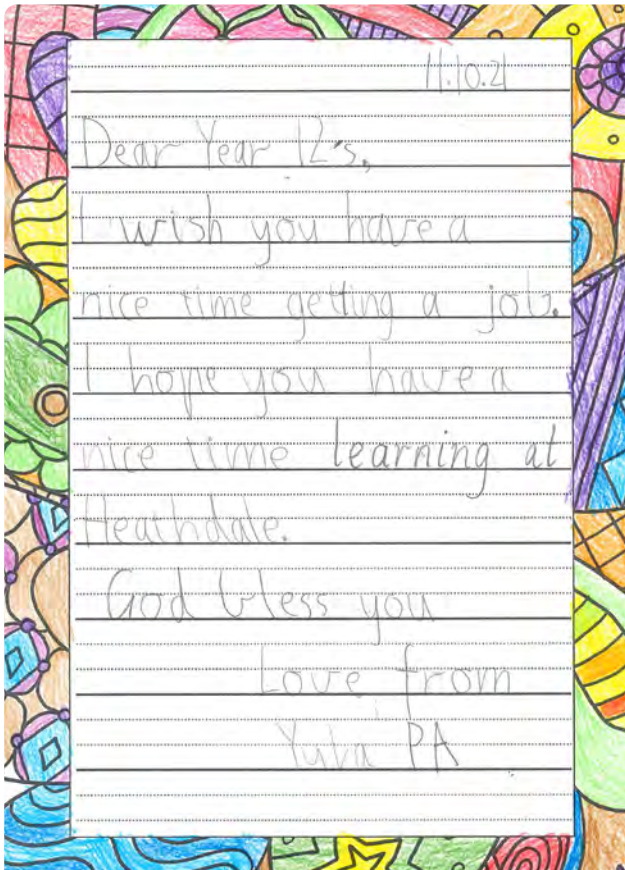 11.10.21
Dear Year 12's,
I wish you have a
nice time getting a job.
I hope you have a
nice time learning at
Heathdale.
God bless you
Love from
Yuva PA